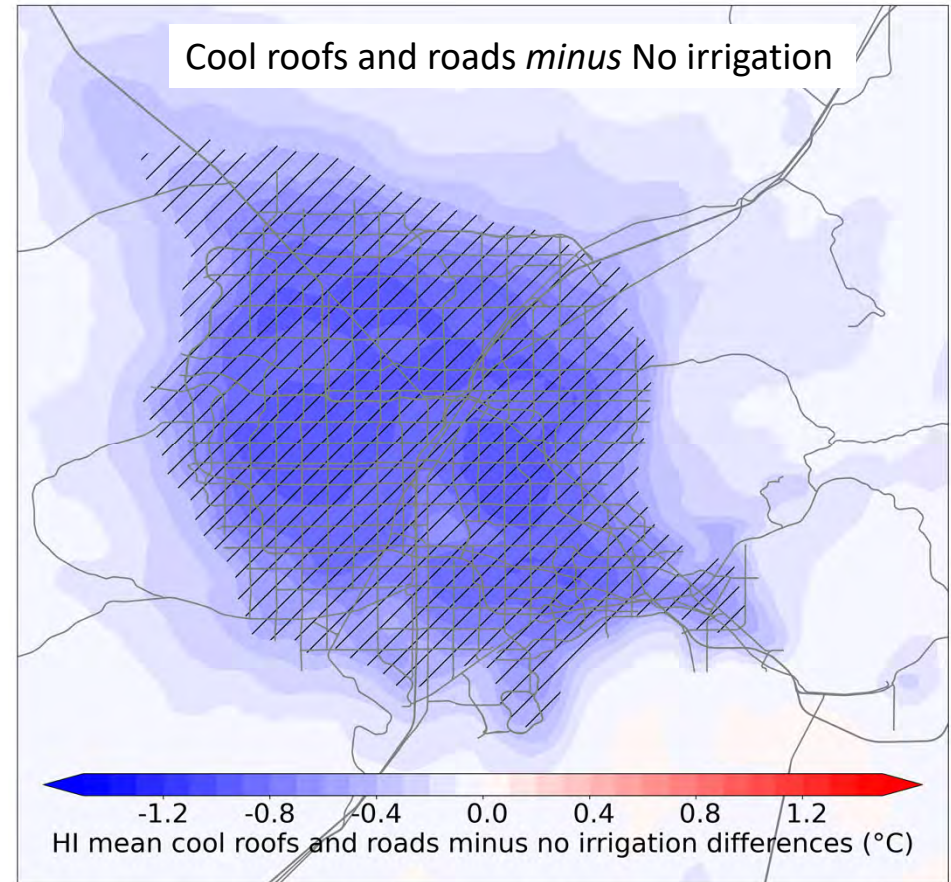 Cool roofs and roads minus No irrigation
-1.2 -0.8 -0.4 0.0 0.4 0.8 1.2
HI mean cool roofs and roads minus no irrigation differences (°C)